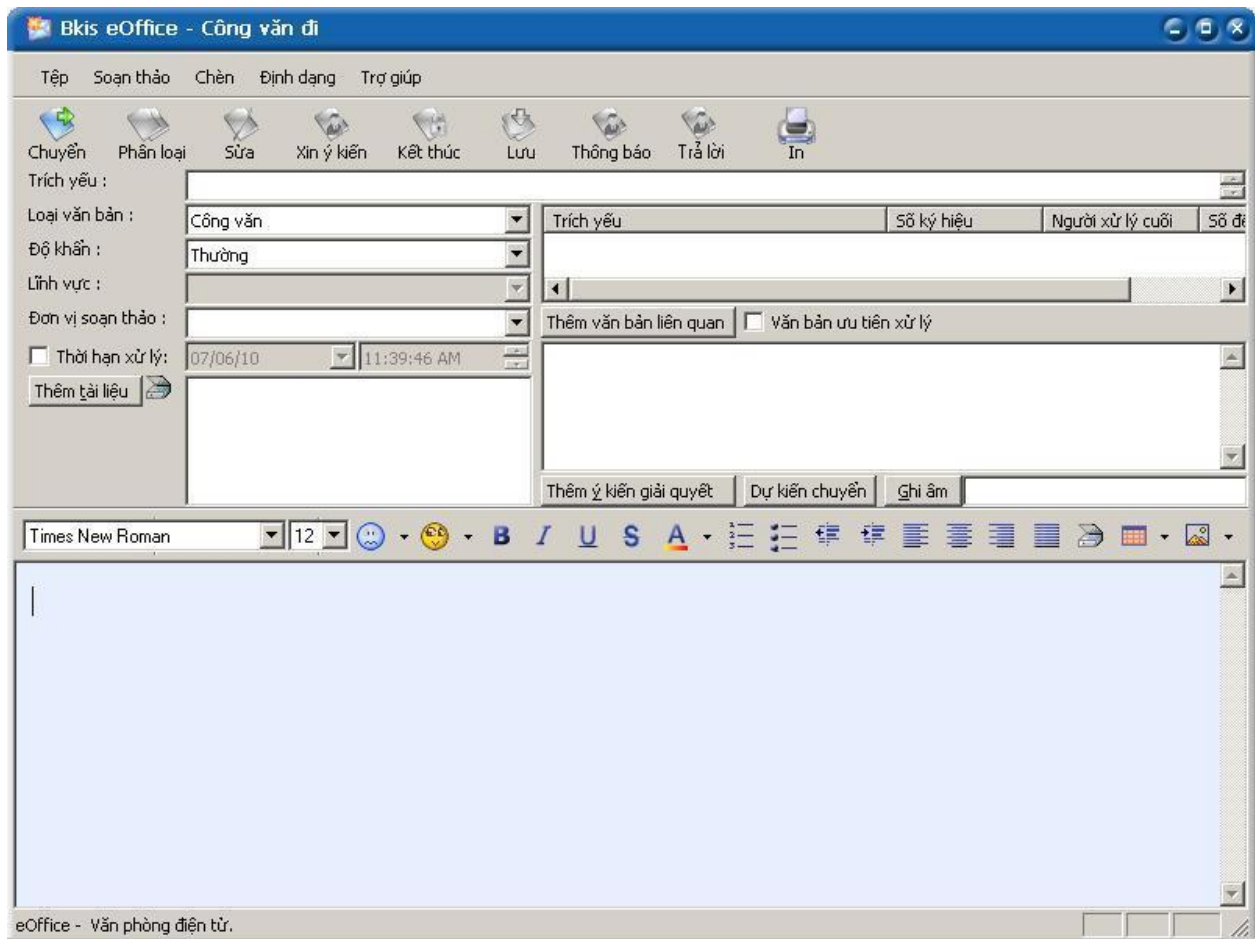 Bkis eOffice - Công văn đi
Tệp Soạn thảo Chèn Định dạng Trợ giúp
Chuyển Phân loại Sửa Xin ý kiến Kết thúc Lưu Thông báo Trả lời In
Trích yếu :
Loại văn bản : Công văn Trích yếu Số ký hiệu Người xử lý cuối Số đế
Độ khẩn : Thường
Lĩnh vực :
Đơn vị soạn thảo : Thêm văn bản liên quan Văn bản ưu tiên xử lý
Thời hạn xử lý: 07/06/10 11:39:46 AM
Thêm tài liệu
Thêm ý kiến giải quyết Dự kiến chuyển Ghi âm
Times New Roman 12 B I U S A
eOffice - Văn phòng điện tử.